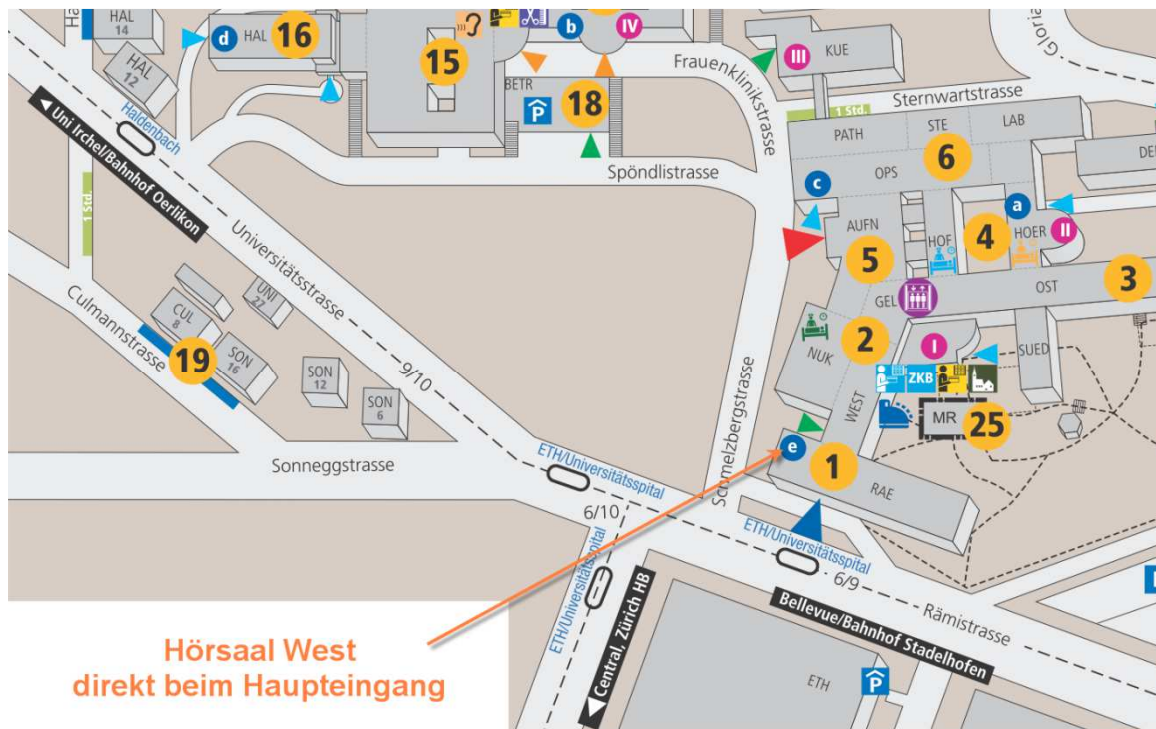 HAL
14
HAL
12
d
HAL
16
15
b
IV
BETR
P
18
Frauenklinikstrasse
III
KUE
Gloria
Sternwartstrasse
1 Std.
PATH
STE
LAB
6
OPS
DE
Haldenbach
Uni Irchel/Bahnhof Oerlikon
1 Std.
Spöndlistrasse
c
a
AUFN
HOF
4
HOER
II
5
GEL
OST
3
Universitätsstrasse
Culmannstrasse
UNI
27
CUL
8
19
SON
16
SON
12
SON
6
9/10
NUK
2
I
SUED
ZKB
WEST
MR
25
Schmelzbergstrasse
e
1
RAE
Sonneggstrasse
ETH/Universitätsspital
6/10
ETH/Universitätsspital
ETH/Universitätsspital
6/9
Rämistrasse
Bellevue/Bahnhof Stadelhofen
Central, Zürich HB
ETH
P
Hörsaal West
direkt beim Haupteingang